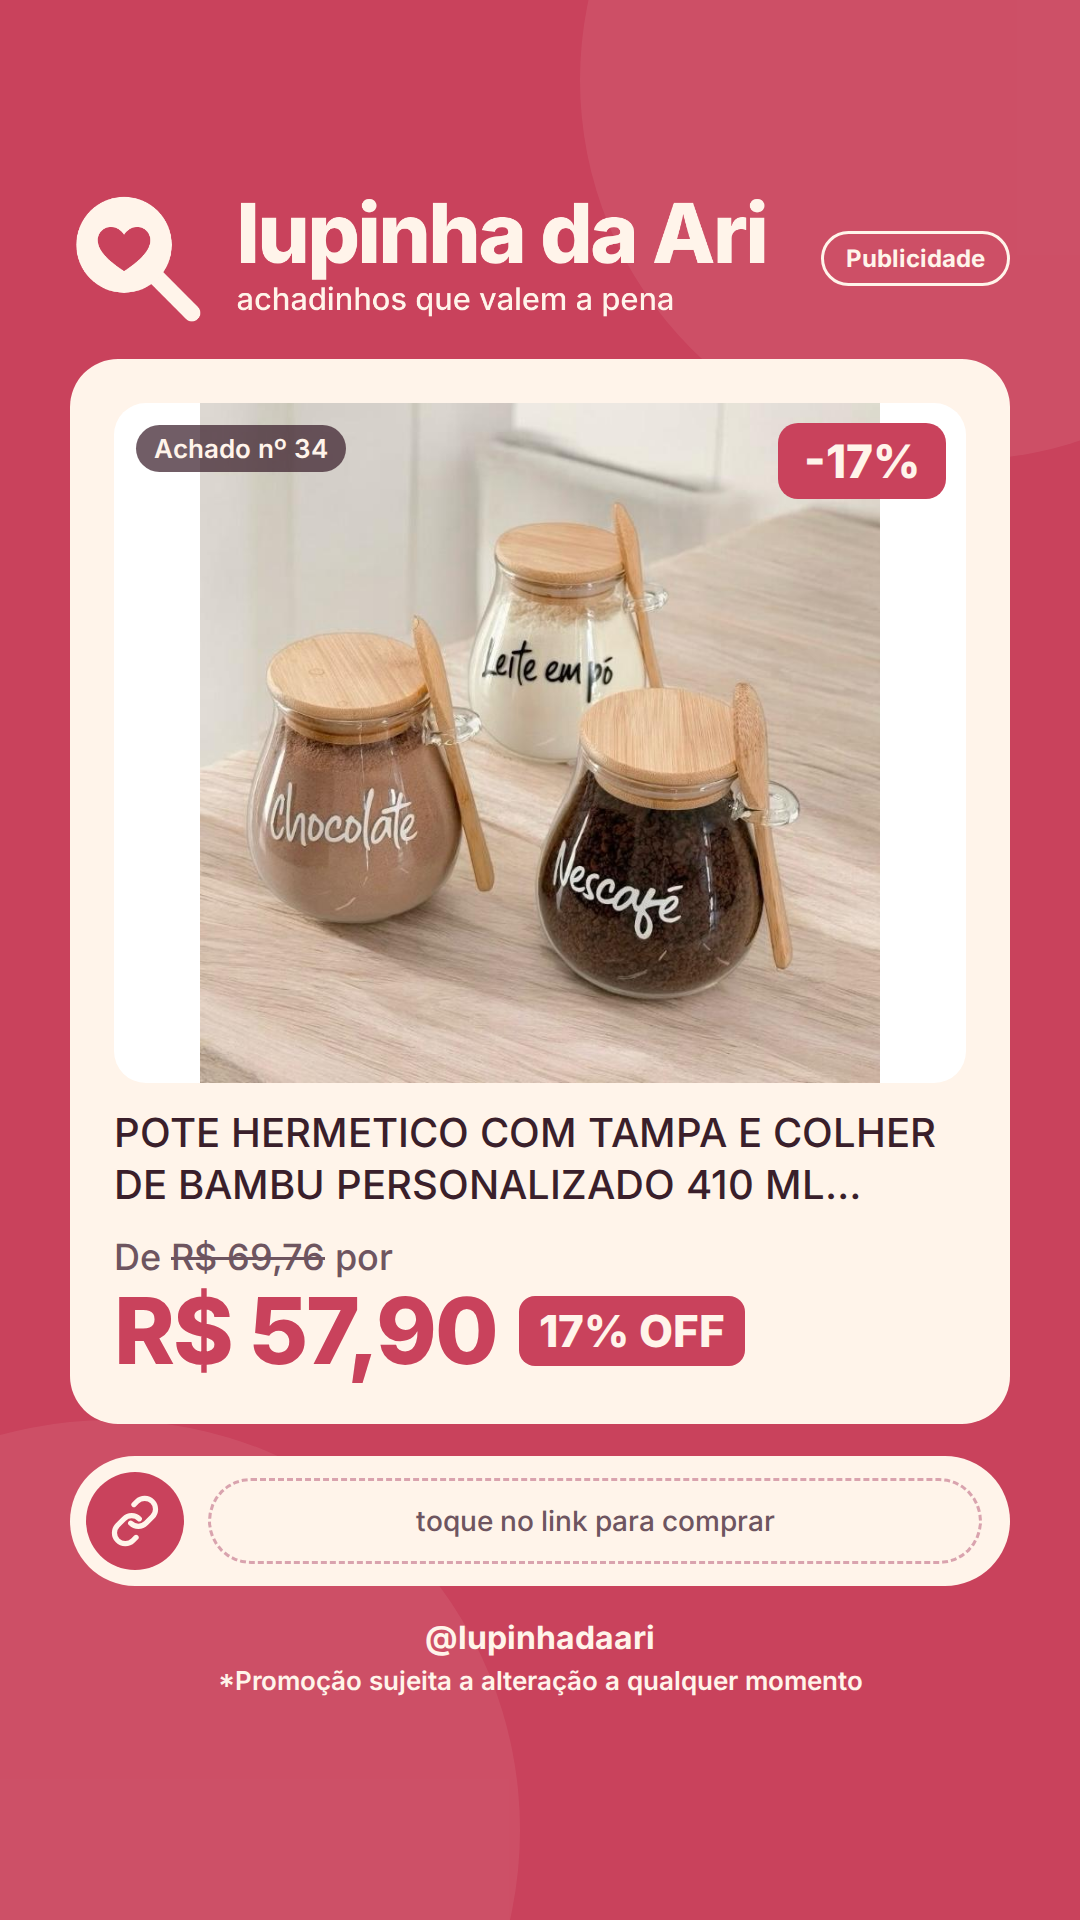 lupinha da Ari
achadinhos que valem a pena
Publicidade
Achado nº 34
-17%
Leite em pó
Chocolate
Nescafé
POTE HERMETICO COM TAMPA E COLHER
DE BAMBU PERSONALIZADO 410 ML...
De R$ 69,76 por
R$ 57,90
17% OFF
toque no link para comprar
@lupinhadaari
*Promoção sujeita a alteração a qualquer momento